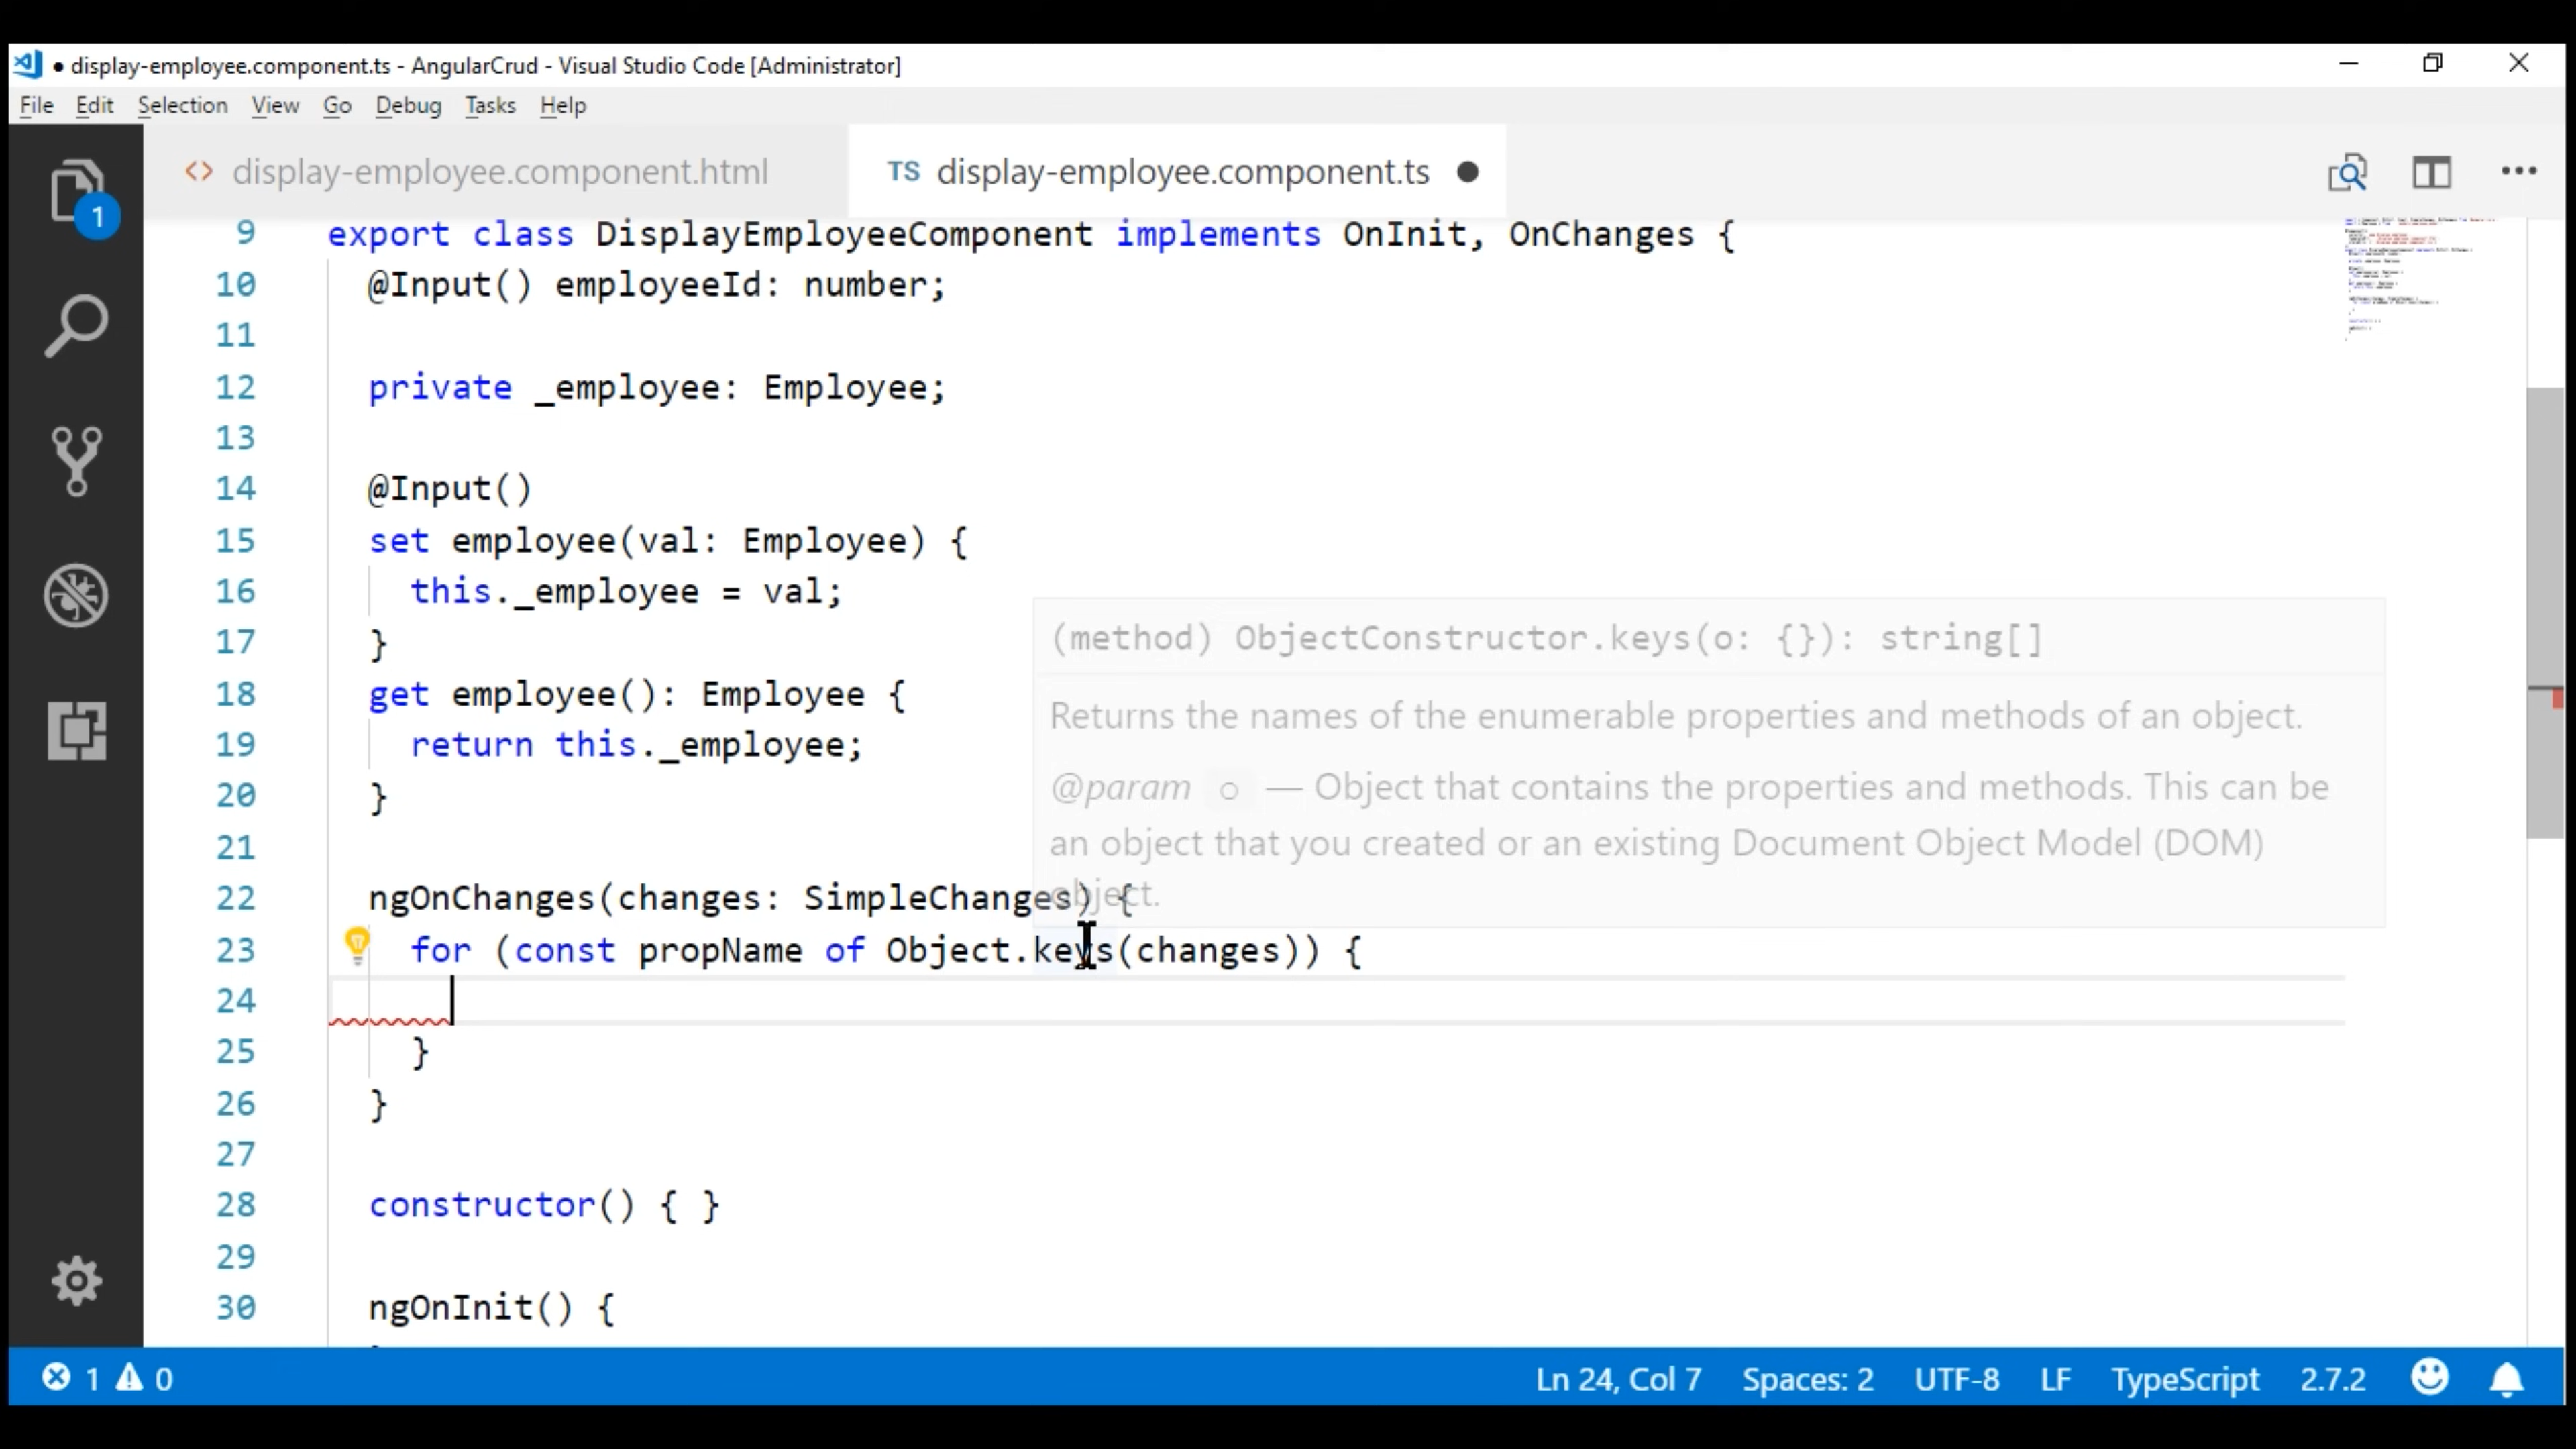 ● display-employee.component.ts - AngularCrud - Visual Studio Code [Administrator]
File Edit Selection View Go Debug Tasks Help
1
<> display-employee.component.html
TS display-employee.component.ts ●
9 export class DisplayEmployeeComponent implements OnInit, OnChanges {
10 @Input() employeeId: number;
11
12 private _employee: Employee;
13
14 @Input()
15 set employee(val: Employee) {
16 this._employee = val;
17 }
18 get employee(): Employee {
19 return this._employee;
20 }
21
22 ngOnChanges(changes: SimpleChanges) {
23 for (const propName of Object.keys(changes)) {
24
25 }
26 }
27
28 constructor() { }
29
30 ngOnInit() {
(method) ObjectConstructor.keys(o: {}): string[]
Returns the names of the enumerable properties and methods of an object.
@param o — Object that contains the properties and methods. This can be
an object that you created or an existing Document Object Model (DOM)
object.
1 0
Ln 24, Col 7 Spaces: 2 UTF-8 LF TypeScript 2.7.2